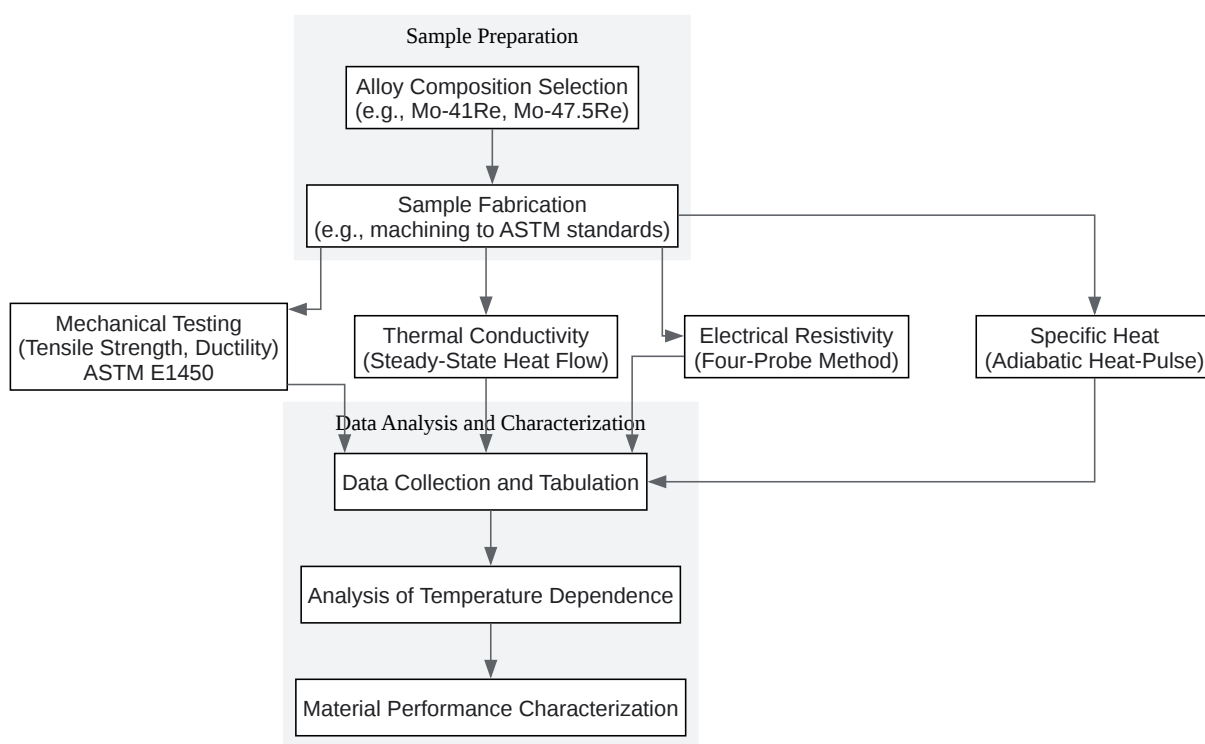 Sample Preparation
Alloy Composition Selection
(e.g., Mo-41Re, Mo-47.5Re)
Sample Fabrication
(e.g., machining to ASTM standards)
Mechanical Testing
(Tensile Strength, Ductility)
ASTM E1450
Thermal Conductivity
(Steady-State Heat Flow)
Electrical Resistivity
(Four-Probe Method)
Specific Heat
(Adiabatic Heat-Pulse)
Data Analysis and Characterization
Data Collection and Tabulation
Analysis of Temperature Dependence
Material Performance Characterization